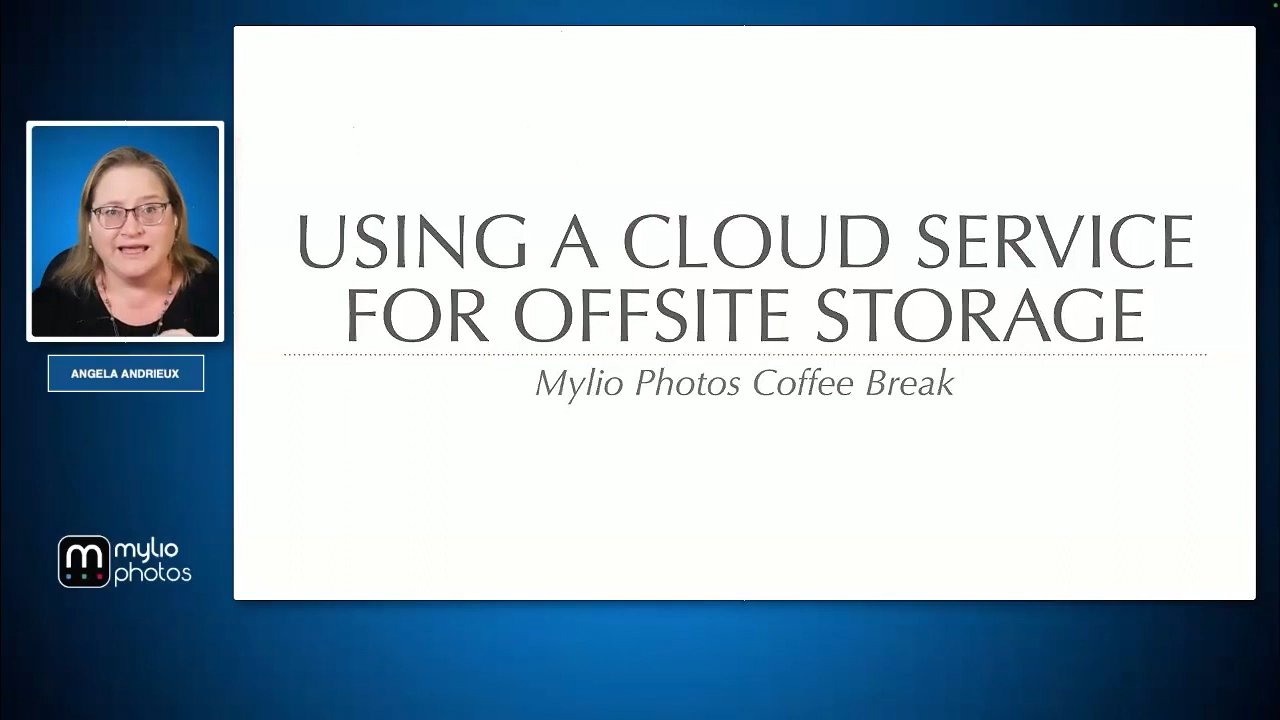 USING A CLOUD SERVICE
FOR OFFSITE STORAGE
Mylio Photos Coffee Break
ANGELA ANDRIEUX
m mylio
photos